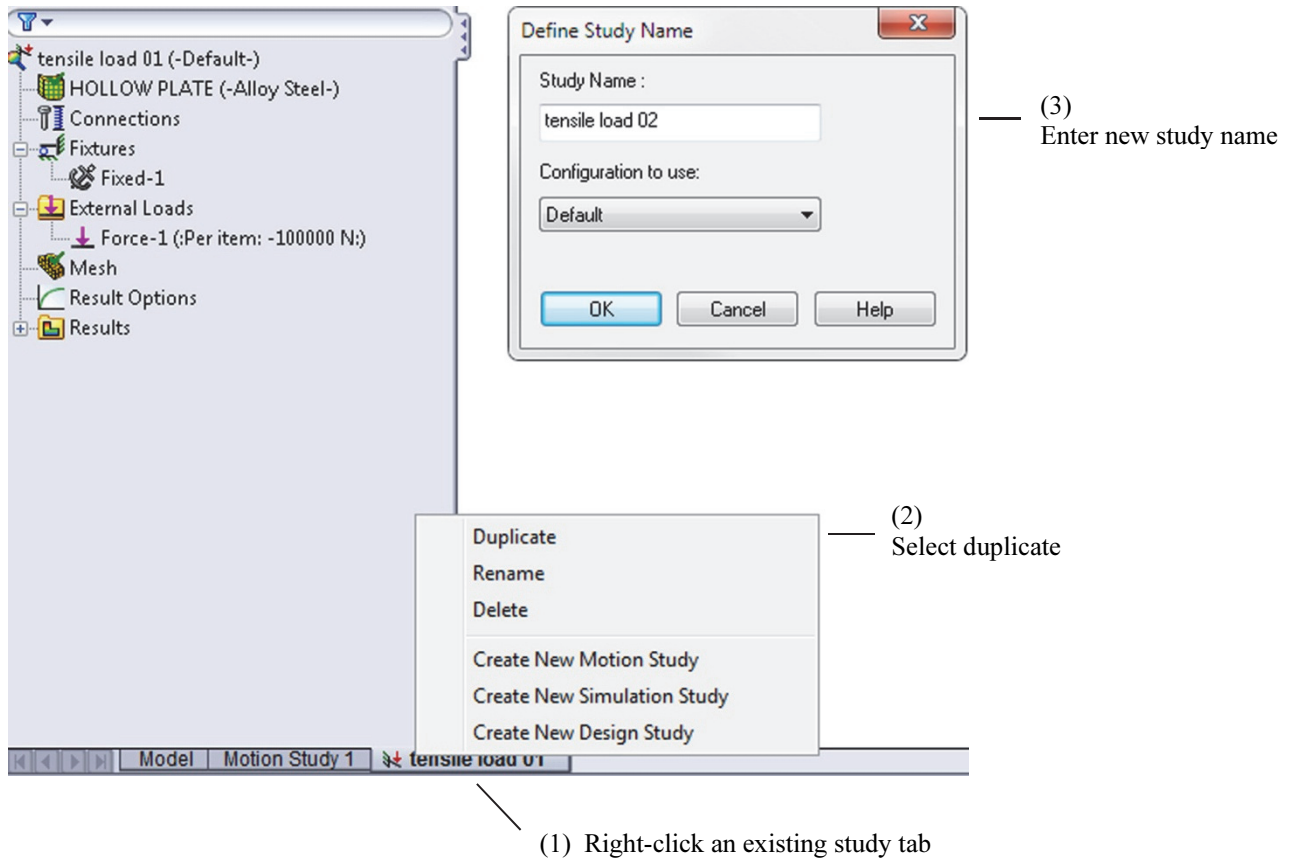 tensile load 01 (-Default-)
HOLLOW PLATE (-Alloy Steel-)
Connections
Fixtures
Fixed-1
External Loads
Force-1 (:Per item: -100000 N:)
Mesh
Result Options
Results
Define Study Name
Study Name :
tensile load 02
Configuration to use:
Default
OK Cancel Help
(3)
Enter new study name
Duplicate
Rename
Delete
Create New Motion Study
Create New Simulation Study
Create New Design Study
(2)
Select duplicate
Model Motion Study 1 tensile load 01
(1) Right-click an existing study tab